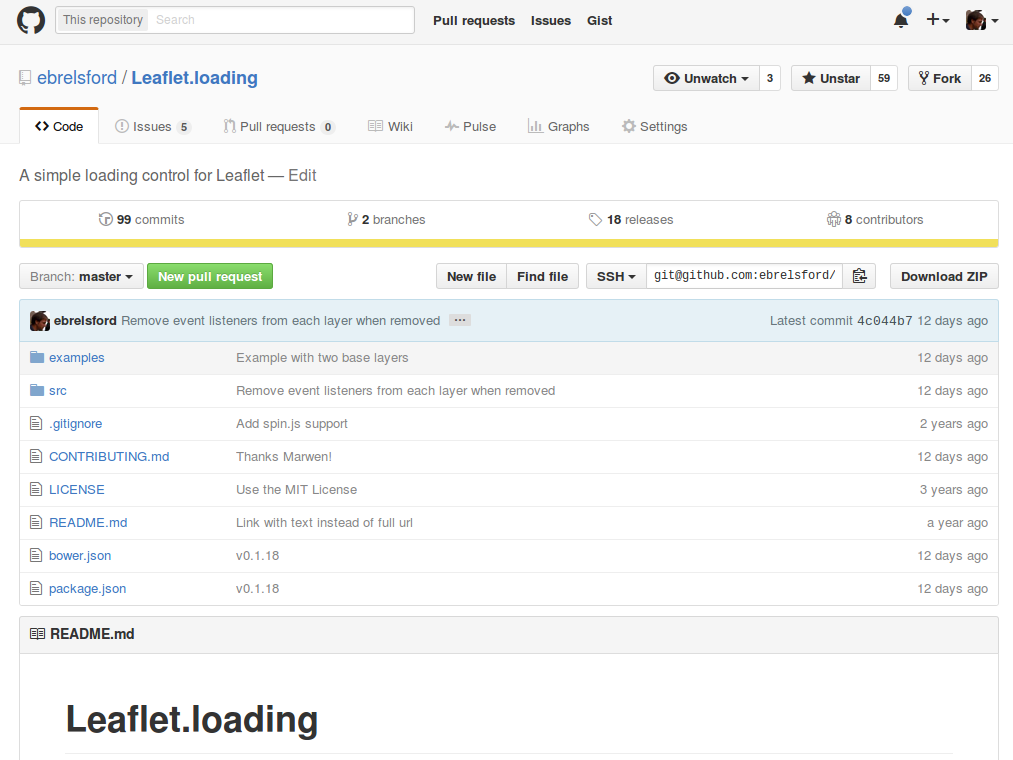 This repository Search Pull requests Issues Gist
ebrelsford / Leaflet.loading Unwatch 3 Unstar 59 Fork 26
Code Issues 5 Pull requests 0 Wiki Pulse Graphs Settings
A simple loading control for Leaflet — Edit
99 commits 2 branches 18 releases 8 contributors
Branch: master New pull request New file Find file SSH git@github.com:ebrelsford/ Download ZIP
ebrelsford Remove event listeners from each layer when removed … Latest commit 4c044b7 12 days ago
examples Example with two base layers 12 days ago
src Remove event listeners from each layer when removed 12 days ago
.gitignore Add spin.js support 2 years ago
CONTRIBUTING.md Thanks Marwen! 12 days ago
LICENSE Use the MIT License 3 years ago
README.md Link with text instead of full url a year ago
bower.json v0.1.18 12 days ago
package.json v0.1.18 12 days ago
README.md
Leaflet.loading